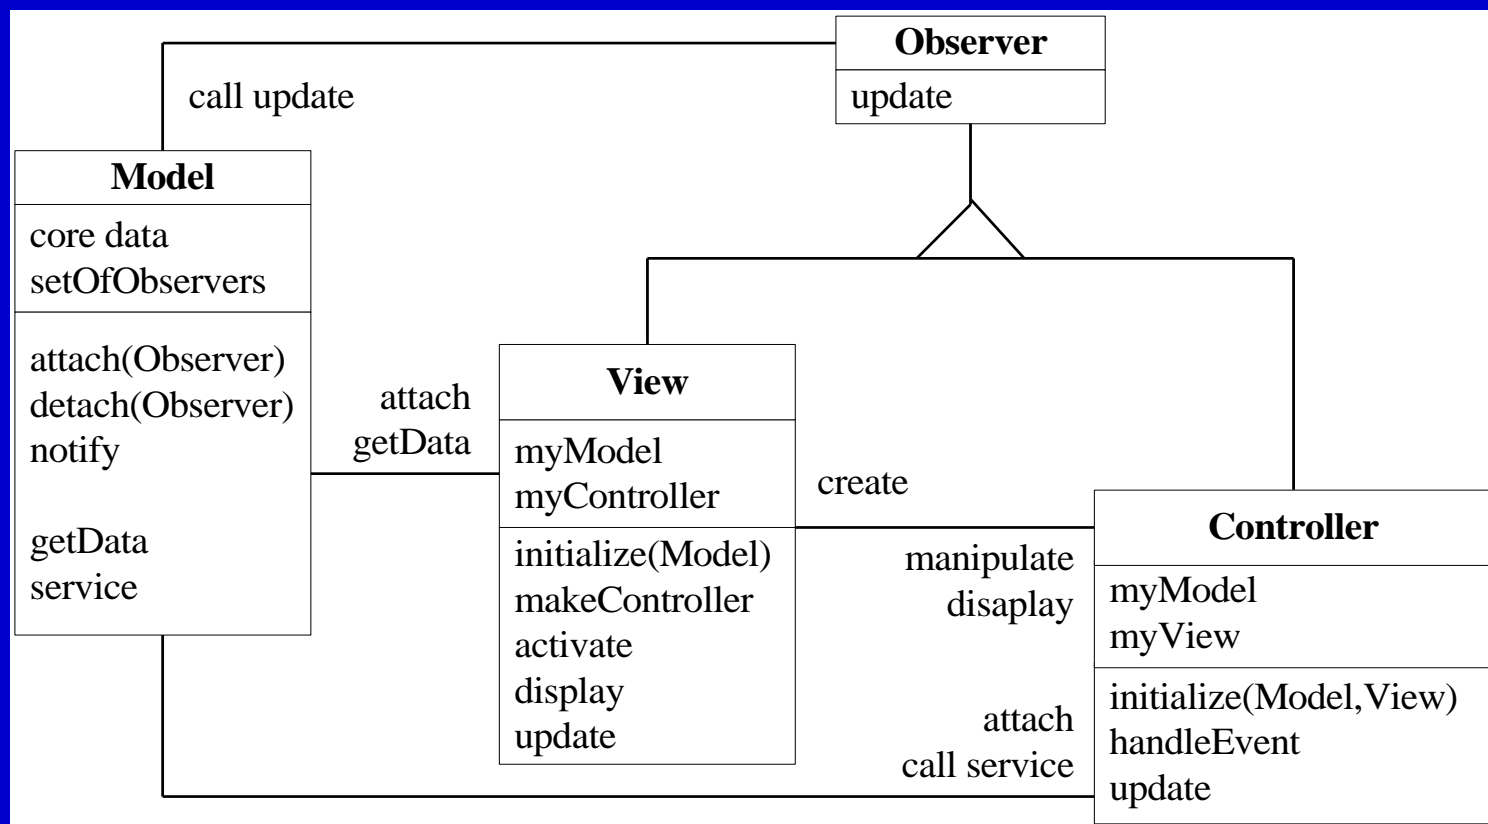 Observer
update
call update
Model
core data
setOfObservers
attach(Observer)
detach(Observer)
notify
getData
service
attach
getData
View
myModel
myController
initialize(Model)
makeController
activate
display
update
create
manipulate
disaplay
attach
call service
Controller
myModel
myView
initialize(Model,View)
handleEvent
update